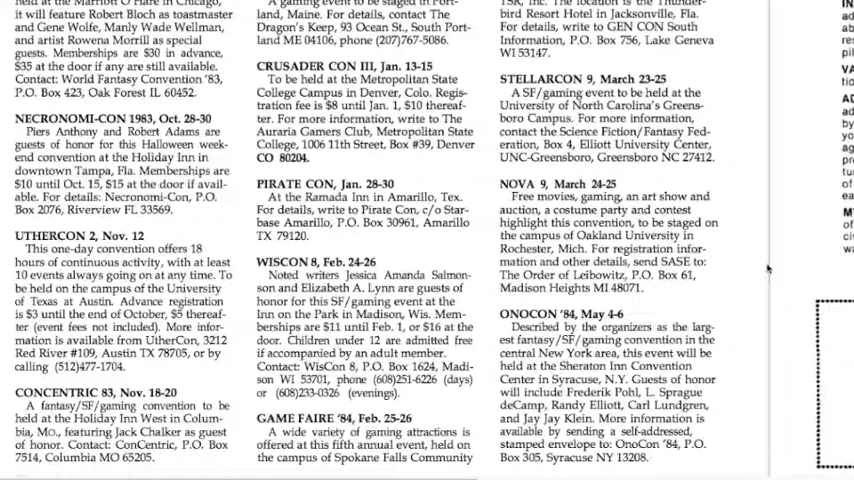 held at the Marriott O'Hare in Chicago,
it will feature Robert Bloch as toastmaster
and Gene Wolfe, Manly Wade Wellman,
and artist Rowena Morrill as special
guests. Memberships are $30 in advance,
$35 at the door if any are still available.
Contact: World Fantasy Convention '83,
P.O. Box 423, Oak Forest IL 60452.
NECRONOMI-CON 1983, Oct. 28-30
Piers Anthony and Robert Adams are
guests of honor for this Halloween week-
end convention at the Holiday Inn in
downtown Tampa, Fla. Memberships are
$10 until Oct. 15, $15 at the door if avail-
able. For details: Necronomi-Con, P.O.
Box 2076, Riverview FL 33569.
UTHERCON 2, Nov. 12
This one-day convention offers 18
hours of continuous activity, with at least
10 events always going on at any time. To
be held on the campus of the University
of Texas at Austin. Advance registration
is $3 until the end of October, $5 thereaf-
ter (event fees not included). More infor-
mation is available from UtherCon, 3212
Red River #109, Austin TX 78705, or by
calling (512)477-1704.
CONCENTRIC 83, Nov. 18-20
A fantasy/SF/gaming convention to be
held at the Holiday Inn West in Colum-
bia, Mo., featuring Jack Chalker as guest
of honor. Contact: ConCentric, P.O. Box
7514, Columbia MO 65205.
A gaming event to be staged in Port-
land, Maine. For details, contact The
Dragon's Keep, 93 Ocean St., South Port-
land ME 04106, phone (207)767-5086.
CRUSADER CON III, Jan. 13-15
To be held at the Metropolitan State
College Campus in Denver, Colo. Regis-
tration fee is $8 until Jan. 1, $10 thereaf-
ter. For more information, write to The
Auraria Gamers Club, Metropolitan State
College, 1006 11th Street, Box #39, Denver
CO 80204.
PIRATE CON, Jan. 28-30
At the Ramada Inn in Amarillo, Tex.
For details, write to Pirate Con, c/o Star-
base Amarillo, P.O. Box 30961, Amarillo
TX 79120.
WISCON 8, Feb. 24-26
Noted writers Jessica Amanda Salmon-
son and Elizabeth A. Lynn are guests of
honor for this SF/gaming event at the
Inn on the Park in Madison, Wis. Mem-
berships are $11 until Feb. 1, or $16 at the
door. Children under 12 are admitted free
if accompanied by an adult member.
Contact: WisCon 8, P.O. Box 1624, Madi-
son WI 53701, phone (608)251-6226 (days)
or (608)233-0326 (evenings).
GAME FAIRE '84, Feb. 25-26
A wide variety of gaming attractions is
offered at this fifth annual event, held on
the campus of Spokane Falls Community
TSR, Inc. The location is the Thunder-
bird Resort Hotel in Jacksonville, Fla.
For details, write to GEN CON South
Information, P.O. Box 756, Lake Geneva
WI 53147.
STELLARCON 9, March 23-25
A SF/gaming event to be held at the
University of North Carolina's Greens-
boro Campus. For more information,
contact the Science Fiction/Fantasy Fed-
eration, Box 4, Elliott University Center,
UNC-Greensboro, Greensboro NC 27412.
NOVA 9, March 24-25
Free movies, gaming, an art show and
auction, a costume party and contest
highlight this convention, to be staged on
the campus of Oakland University in
Rochester, Mich. For registration infor-
mation and other details, send SASE to:
The Order of Leibowitz, P.O. Box 61,
Madison Heights MI 48071.
ONOCON '84, May 4-6
Described by the organizers as the larg-
est fantasy/SF/gaming convention in the
central New York area, this event will be
held at the Sheraton Inn Convention
Center in Syracuse, N.Y. Guests of honor
will include Frederik Pohl, L. Sprague
deCamp, Randy Elliott, Carl Lundgren,
and Jay Jay Klein. More information is
available by sending a self-addressed,
stamped envelope to: OnoCon '84, P.O.
Box 305, Syracuse NY 13208.